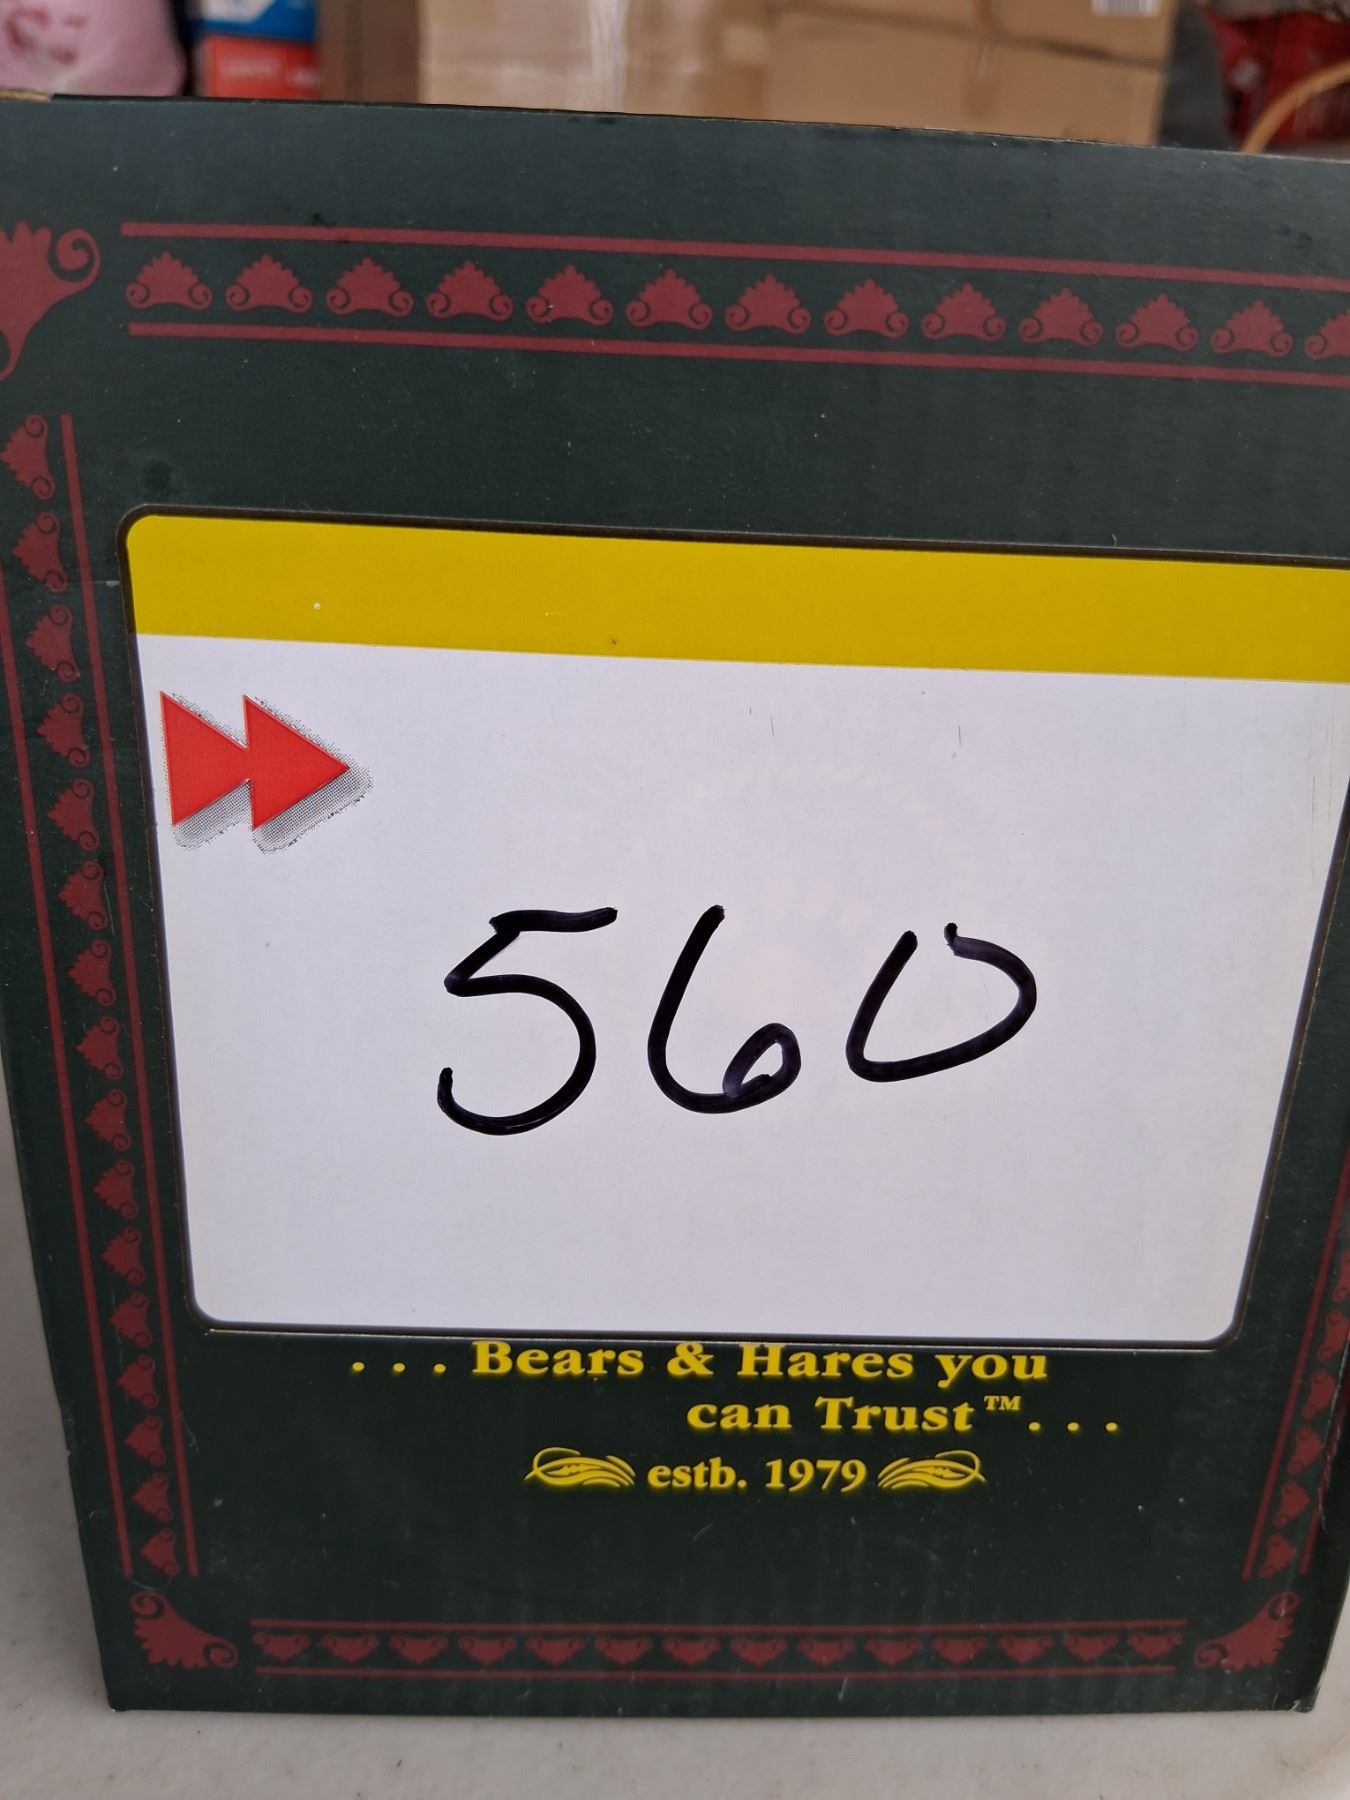 560
. . . Bears & Hares you
can Trust™. . .
estb. 1979